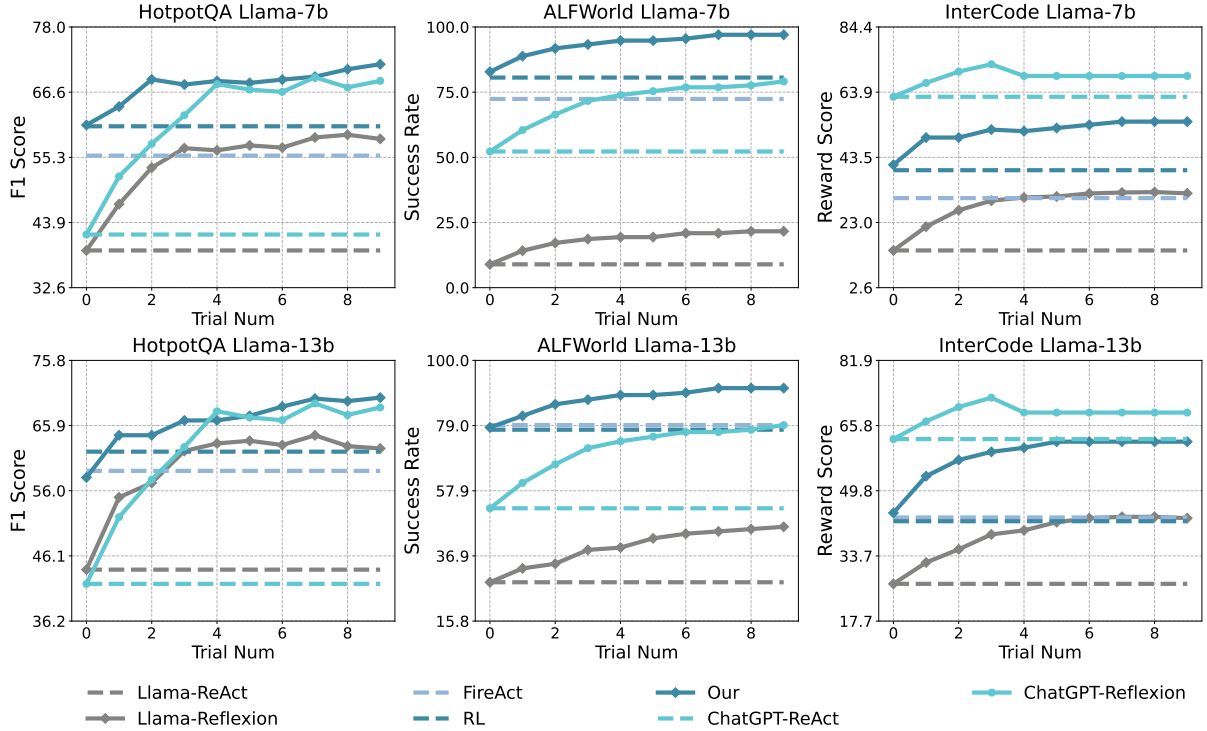 HotpotQA Llama-7b
ALFWorld Llama-7b
InterCode Llama-7b
78.0
66.6
55.3
43.9
32.6
F1 Score
0 2 4 6 8
Trial Num
100.0
75.0
50.0
25.0
0.0
Success Rate
0 2 4 6 8
Trial Num
84.4
63.9
43.5
23.0
2.6
Reward Score
0 2 4 6 8
Trial Num
HotpotQA Llama-13b
ALFWorld Llama-13b
InterCode Llama-13b
75.8
65.9
56.0
46.1
36.2
F1 Score
0 2 4 6 8
Trial Num
100.0
79.0
57.9
36.9
15.8
Success Rate
0 2 4 6 8
Trial Num
81.9
65.8
49.8
33.7
17.7
Reward Score
0 2 4 6 8
Trial Num
Llama-ReAct
Llama-Reflexion
FireAct
RL
Our
ChatGPT-ReAct
ChatGPT-Reflexion